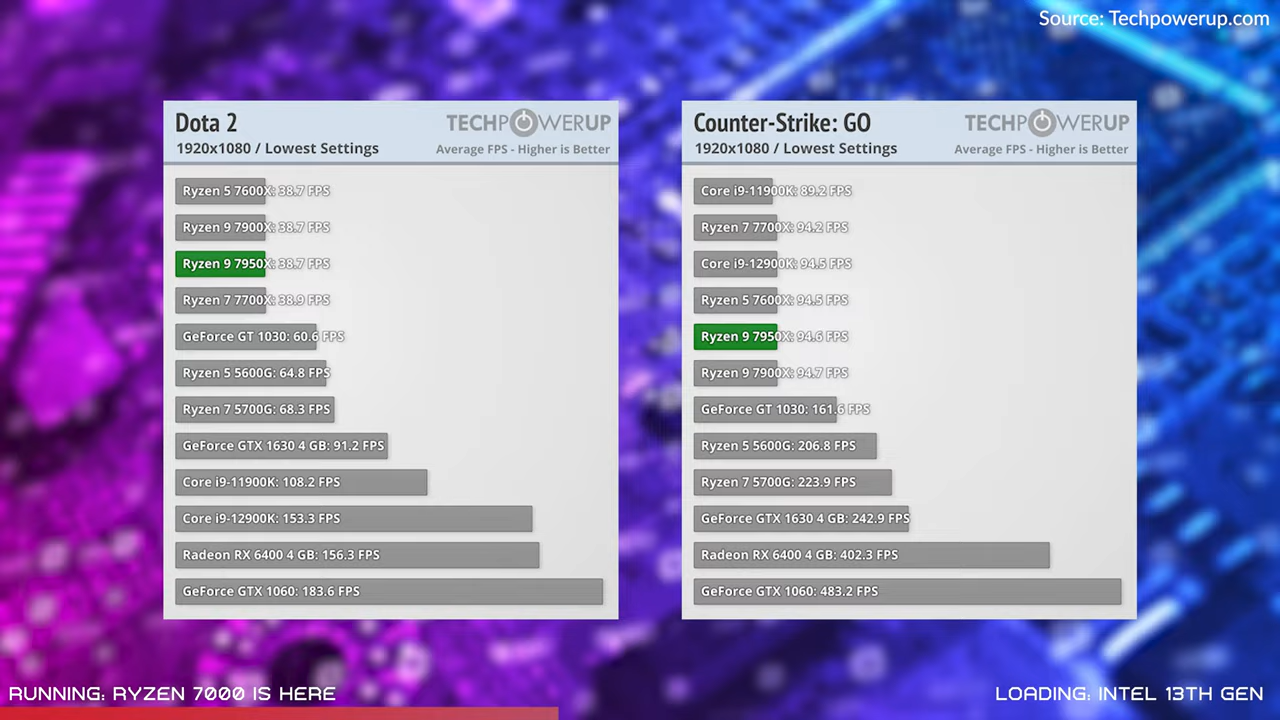 Source: Techpowerup.com
Dota 2
TECHPOWERUP
1920x1080 / Lowest Settings
Average FPS - Higher is Better
Ryzen 5 7600X: 38.7 FPS
Ryzen 9 7900X: 38.7 FPS
Ryzen 9 7950X: 38.7 FPS
Ryzen 7 7700X: 38.9 FPS
GeForce GT 1030: 60.6 FPS
Ryzen 5 5600G: 64.8 FPS
Ryzen 7 5700G: 68.3 FPS
GeForce GTX 1630 4 GB: 91.2 FPS
Core i9-11900K: 108.2 FPS
Core i9-12900K: 153.3 FPS
Radeon RX 6400 4 GB: 156.3 FPS
GeForce GTX 1060: 183.6 FPS
Counter-Strike: GO
TECHPOWERUP
1920x1080 / Lowest Settings
Average FPS - Higher is Better
Core i9-11900K: 89.2 FPS
Ryzen 7 7700X: 94.2 FPS
Core i9-12900K: 94.5 FPS
Ryzen 5 7600X: 94.5 FPS
Ryzen 9 7950X: 94.6 FPS
Ryzen 9 7900X: 94.7 FPS
GeForce GT 1030: 161.6 FPS
Ryzen 5 5600G: 206.8 FPS
Ryzen 7 5700G: 223.9 FPS
GeForce GTX 1630 4 GB: 242.9 FPS
Radeon RX 6400 4 GB: 402.3 FPS
GeForce GTX 1060: 483.2 FPS
RUNNING: RYZEN 7000 IS HERE
LOADING: INTEL 13TH GEN